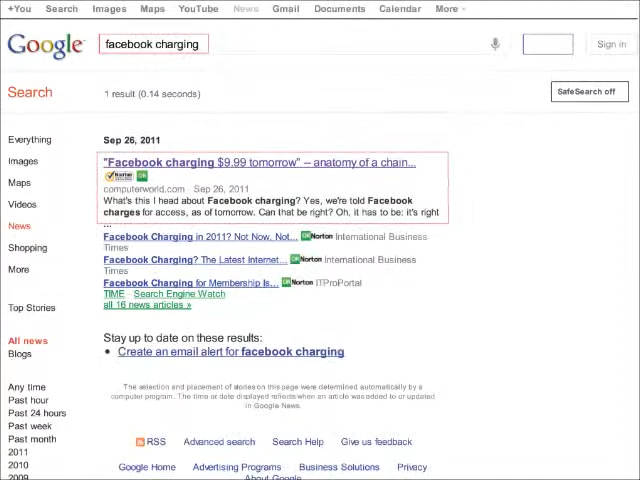 +You Search Images Maps YouTube News Gmail Documents Calendar More
Google
facebook charging
Sign in
Search
1 result (0.14 seconds)
SafeSearch off
Everything
Images
Maps
Videos
News
Shopping
More
Top Stories
All news
Blogs
Any time
Past hour
Past 24 hours
Past week
Past month
2011
2010
2009
Sep 26, 2011
"Facebook charging $9.99 tomorrow" -- anatomy of a chain...
Norton OK
computerworld.com - Sep 26, 2011
What's this I head about Facebook charging? Yes, we're told Facebook
charges for access, as of tomorrow. Can that be right? Oh, it has to be: it's right
...
Facebook Charging in 2011? Now, Not... OK Norton International Business
Times
Facebook Charging? The Latest Internet... OK Norton International Business
Times
Facebook Charging for Membership Is... OK Norton ITProPortal
TIME - Search Engine Watch
all 16 news articles »
Stay up to date on these results:
• Create an email alert for facebook charging
The selection and placement of stories on this page were determined automatically by a
computer program. The time or date displayed reflects when an article was added to or updated
in Google News.
RSS Advanced search Search Help Give us feedback
Google Home Advertising Programs Business Solutions Privacy
About Google